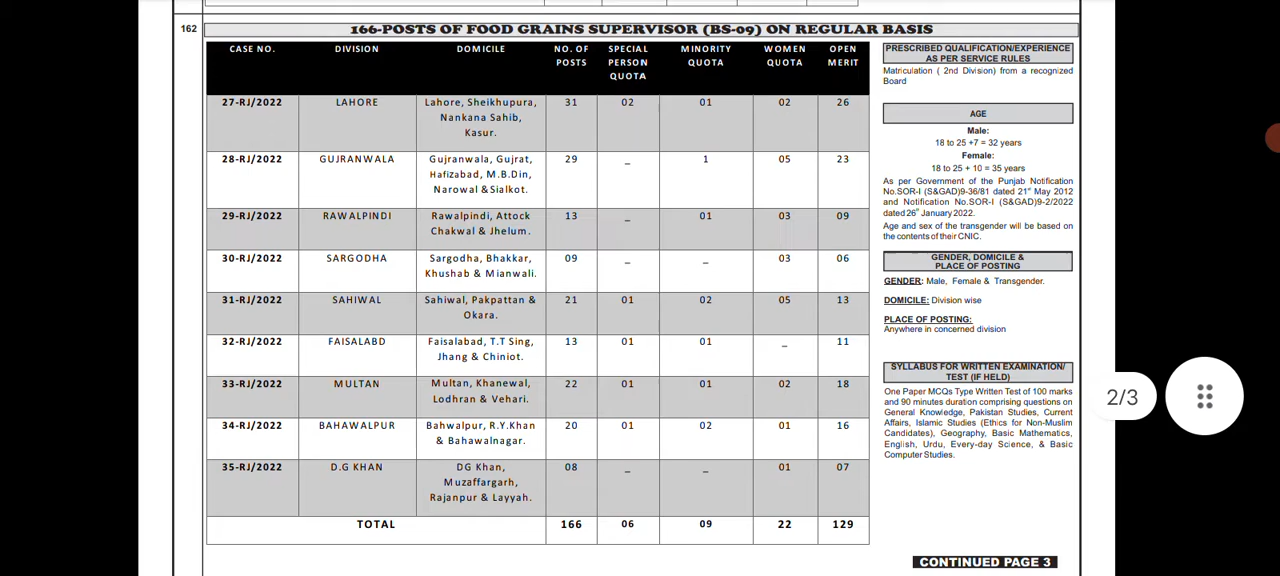 162
166-POSTS OF FOOD GRAINS SUPERVISOR (BS-09) ON REGULAR BASIS
CASE NO. DIVISION DOMICILE NO. OF POSTS SPECIAL PERSON QUOTA MINORITY QUOTA WOMEN QUOTA OPEN MERIT
27-RJ/2022 LAHORE Lahore, Sheikhupura, 31 02 01 02 26
Nankana Sahib,
Kasur.
28-RJ/2022 GUJRANWALA Gujranwala, Gujrat, 29 _ 1 05 23
Hafizabad, M.B.Din,
Narowal &Sialkot.
29-RJ/2022 RAWALPINDI Rawalpindi, Attock 13 _ 01 03 09
Chakwal & Jhelum.
30-RJ/2022 SARGODHA Sargodha, Bhakkar, 09 _ _ 03 06
Khushab & Mianwali.
31-RJ/2022 SAHIWAL Sahiwal, Pakpattan & 21 01 02 05 13
Okara.
32-RJ/2022 FAISALABD Faisalabad, T.T Sing, 13 01 01 _ 11
Jhang & Chiniot.
33-RJ/2022 MULTAN Multan, Khanewal, 22 01 01 02 18
Lodhran & Vehari.
34-RJ/2022 BAHAWALPUR Bahwalpur, R.Y.Khan 20 01 02 01 16
& Bahawalnagar.
35-RJ/2022 D.G KHAN DG Khan, 08 _ _ 01 07
Muzaffargarh,
Rajanpur & Layyah.
TOTAL 166 06 09 22 129
PRESCRIBED QUALIFICATION/EXPERIENCE
AS PER SERVICE RULES
Matriculation ( 2nd Division) from a recognized
Board
AGE
Male:
18 to 25 +7 = 32 years
Female:
18 to 25 + 10 = 35 years
As per Government of the Punjab Notification
No.SOR-I (S&GAD)9-36/81 dated 21st May 2012
and Notification No.SOR-I (S&GAD)9-2/2022
dated 26th January 2022.
Age and sex of the transgender will be based on
the contents of their CNIC.
GENDER, DOMICILE &
PLACE OF POSTING
GENDER: Male, Female & Transgender.
DOMICILE: Division wise
PLACE OF POSTING:
Anywhere in concerned division
SYLLABUS FOR WRITTEN EXAMINATION/
TEST (IF HELD)
One Paper MCQs Type Written Test of 100 marks
and 90 minutes duration comprising questions on
General Knowledge, Pakistan Studies, Current
Affairs, Islamic Studies (Ethics for Non-Muslim
Candidates), Geography, Basic Mathematics,
English, Urdu, Every-day Science, & Basic
Computer Studies.
2/3
CONTINUED PAGE 3